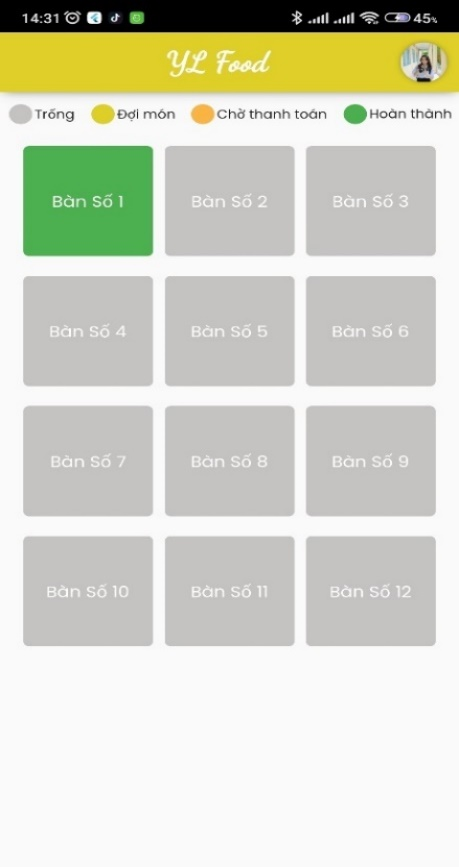 14:31 45%
YL Food
Trống Đợi món Chờ thanh toán Hoàn thành
Bàn Số 1 Bàn Số 2 Bàn Số 3
Bàn Số 4 Bàn Số 5 Bàn Số 6
Bàn Số 7 Bàn Số 8 Bàn Số 9
Bàn Số 10 Bàn Số 11 Bàn Số 12